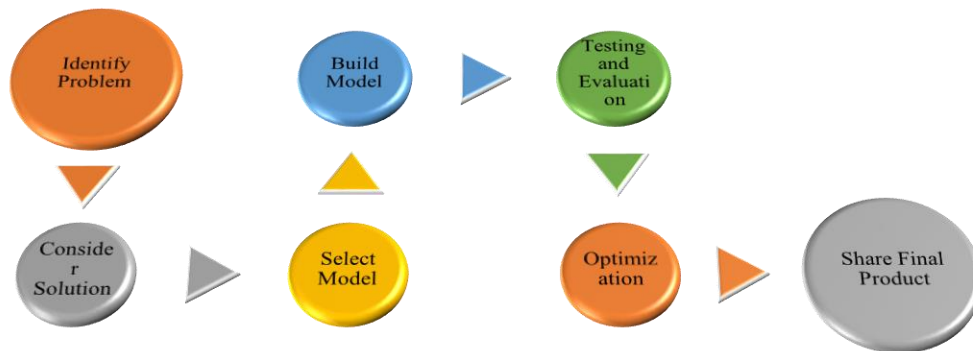 Identify
Problem
Conside
r
Solution
Select
Model
Build
Model
Testing
and
Evaluati
on
Optimiz
ation
Share Final
Product